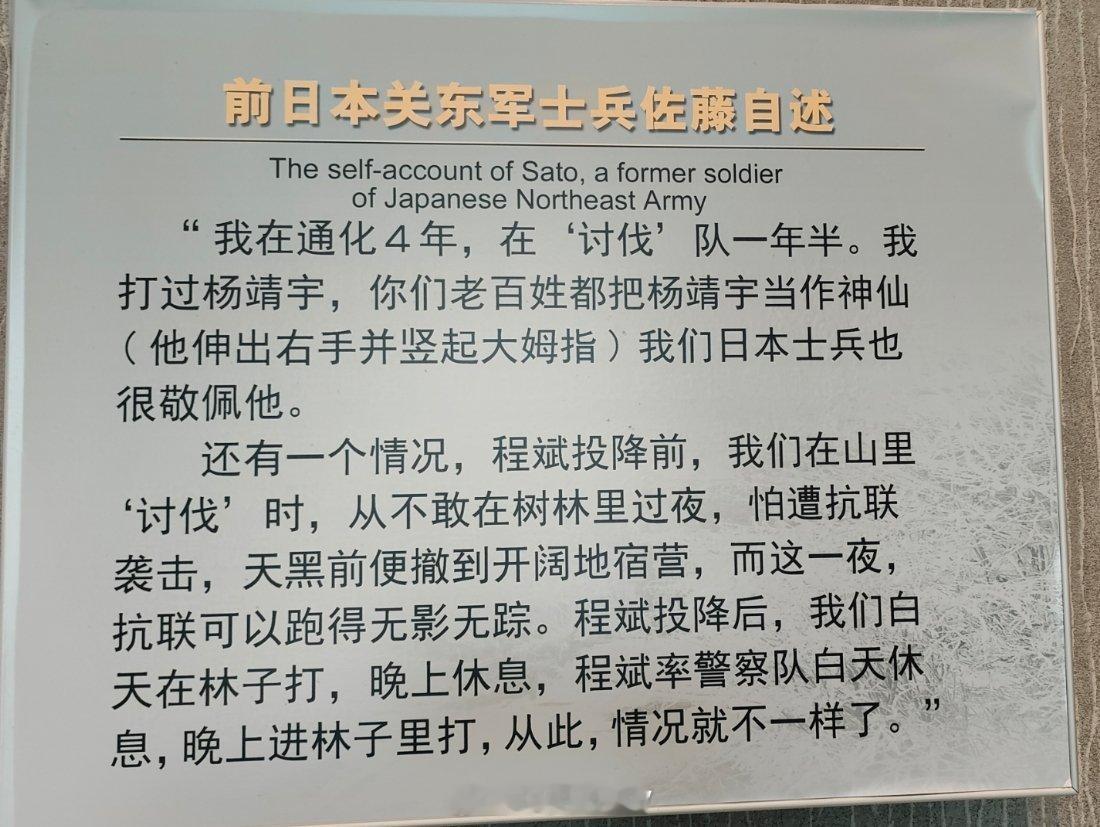 前日本关东军士兵佐藤自述
The self-account of Sato, a former soldier
of Japanese Northeast Army
“我在通化4年，在‘讨伐’队一年半。我
打过杨靖宇，你们老百姓都把杨靖宇当作神仙
（他伸出右手并竖起大姆指）我们日本士兵也
很敬佩他。
还有一个情况，程斌投降前，我们在山里
‘讨伐’时，从不敢在树林里过夜，怕遭抗联
袭击，天黑前便撤到开阔地宿营，而这一夜，
抗联可以跑得无影无踪。程斌投降后，我们白
天在林子打，晚上休息，程斌率警察队白天休
息，晚上进林子里打，从此，情况就不一样了。”